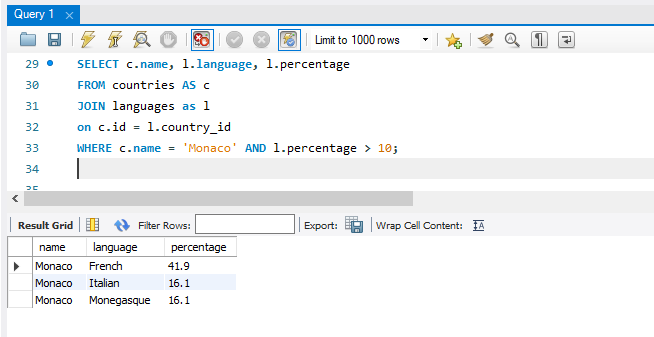 Query 1
Limit to 1000 rows
29 SELECT c.name, l.language, l.percentage
30 FROM countries AS c
31 JOIN languages as l
32 on c.id = l.country_id
33 WHERE c.name = 'Monaco' AND l.percentage > 10;
34
35
Result Grid Filter Rows: Export: Wrap Cell Content: IA
name language percentage
Monaco French 41.9
Monaco Italian 16.1
Monaco Monegasque 16.1